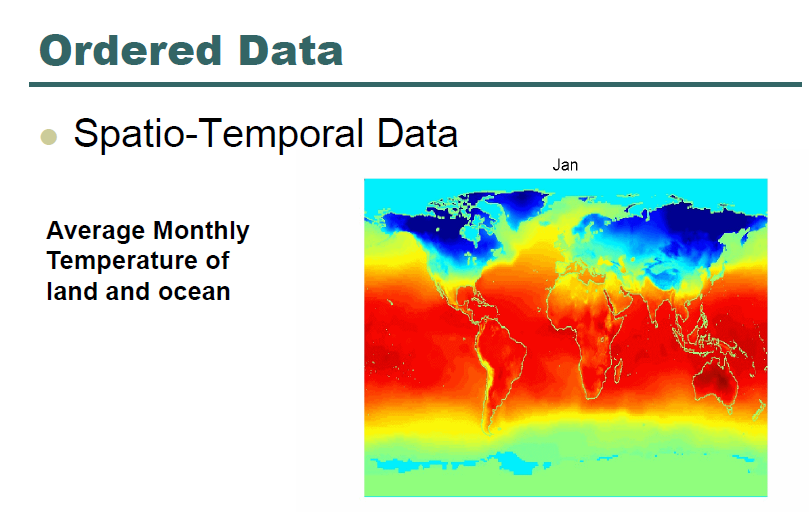 Ordered Data
Spatio-Temporal Data
Jan
Average Monthly
Temperature of
land and ocean